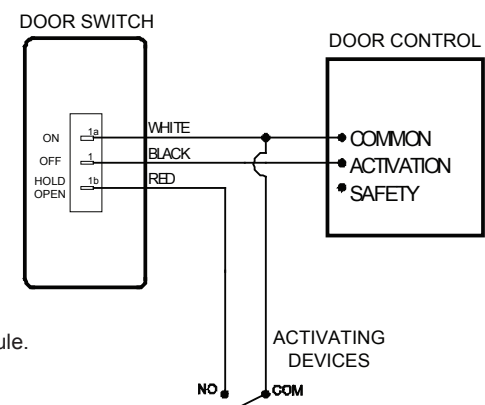 DOOR SWITCH
DOOR CONTROL
ON
OFF
HOLD
OPEN
1a
1
1b
WHITE
BLACK
RED
COMMON
ACTIVATION
SAFETY
ule.
ACTIVATING
DEVICES
NO
COM